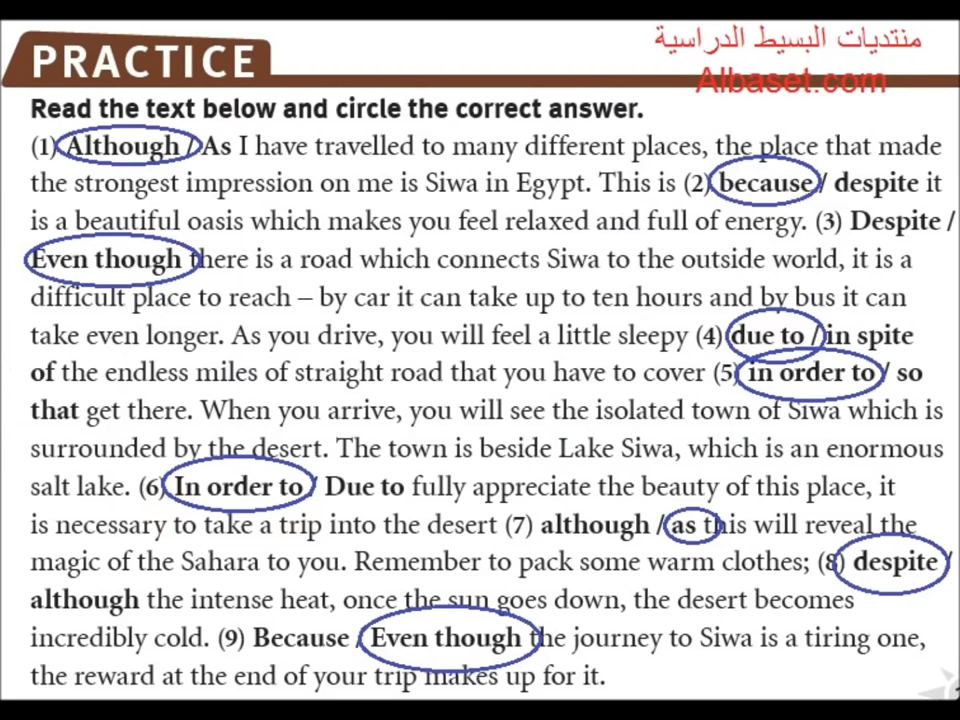 منتديات البسيط الدراسية
PRACTICE
Albaset.com
Read the text below and circle the correct answer.
(1) Although / As I have travelled to many different places, the place that made
the strongest impression on me is Siwa in Egypt. This is (2) because / despite it
is a beautiful oasis which makes you feel relaxed and full of energy. (3) Despite /
Even though there is a road which connects Siwa to the outside world, it is a
difficult place to reach – by car it can take up to ten hours and by bus it can
take even longer. As you drive, you will feel a little sleepy (4) due to / in spite
of the endless miles of straight road that you have to cover (5) in order to / so
that get there. When you arrive, you will see the isolated town of Siwa which is
surrounded by the desert. The town is beside Lake Siwa, which is an enormous
salt lake. (6) In order to / Due to fully appreciate the beauty of this place, it
is necessary to take a trip into the desert (7) although / as this will reveal the
magic of the Sahara to you. Remember to pack some warm clothes; (8) despite /
although the intense heat, once the sun goes down, the desert becomes
incredibly cold. (9) Because / Even though the journey to Siwa is a tiring one,
the reward at the end of your trip makes up for it.